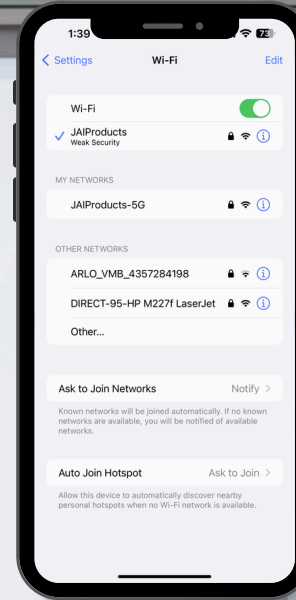 1:39
73
Settings
Wi-Fi
Edit
Wi-Fi
JAIProducts
Weak Security
MY NETWORKS
JAIProducts-5G
OTHER NETWORKS
ARLO_VMB_4357284198
DIRECT-95-HP M227f LaserJet
Other...
Ask to Join Networks
Notify
Known networks will be joined automatically. If no known
networks are available, you will be notified of available
networks.
Auto Join Hotspot
Ask to Join
Allow this device to automatically discover nearby
personal hotspots when no Wi-Fi network is available.